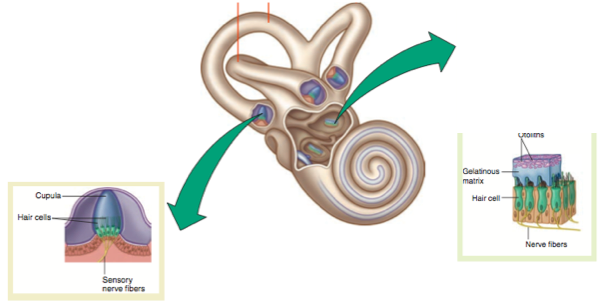 Otoliths
Gelatinous
matrix
Hair cell
Nerve fibers
Cupula
Hair cells
Sensory
nerve fibers